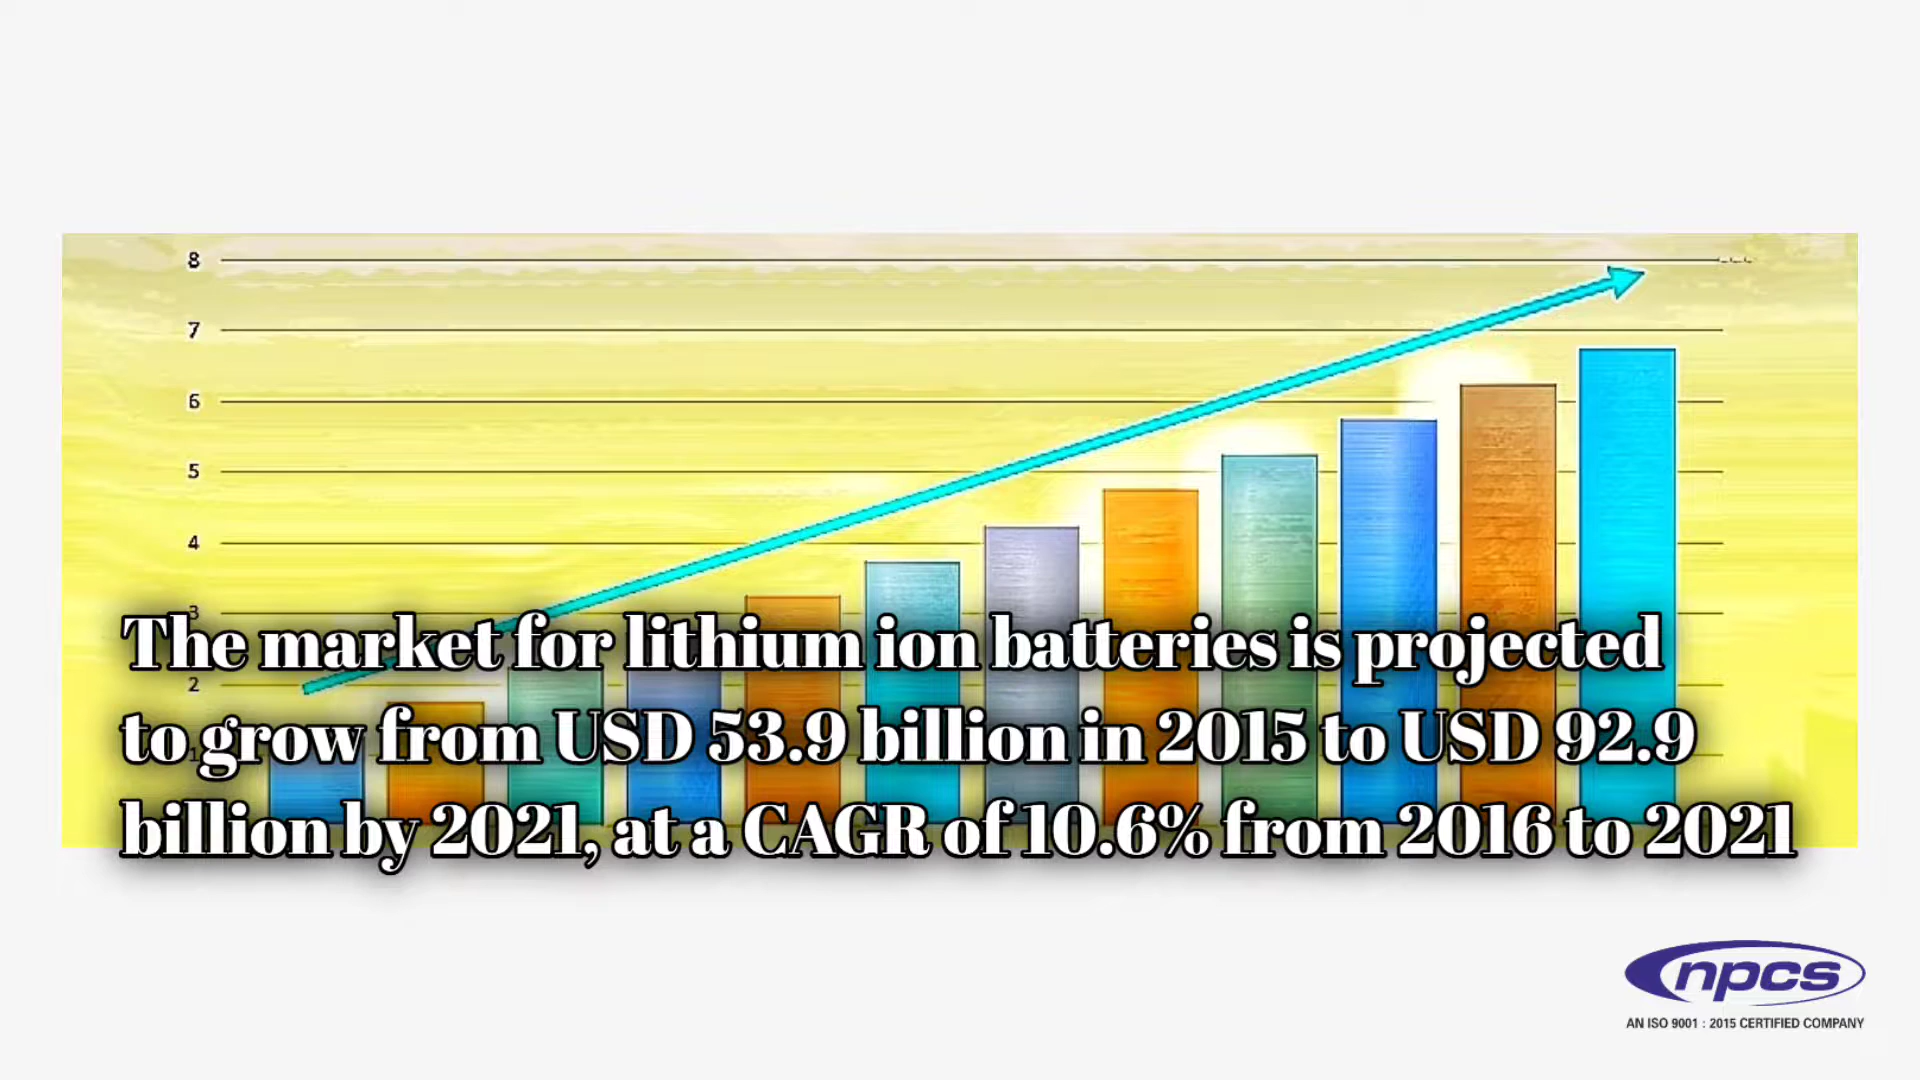 8
7
6
5
4
3
The market for lithium ion batteries is projected
2
to grow from USD 53.9 billion in 2015 to USD 92.9
billion by 2021, at a CAGR of 10.6% from 2016 to 2021
npcs
AN ISO 9001 : 2015 CERTIFIED COMPANY